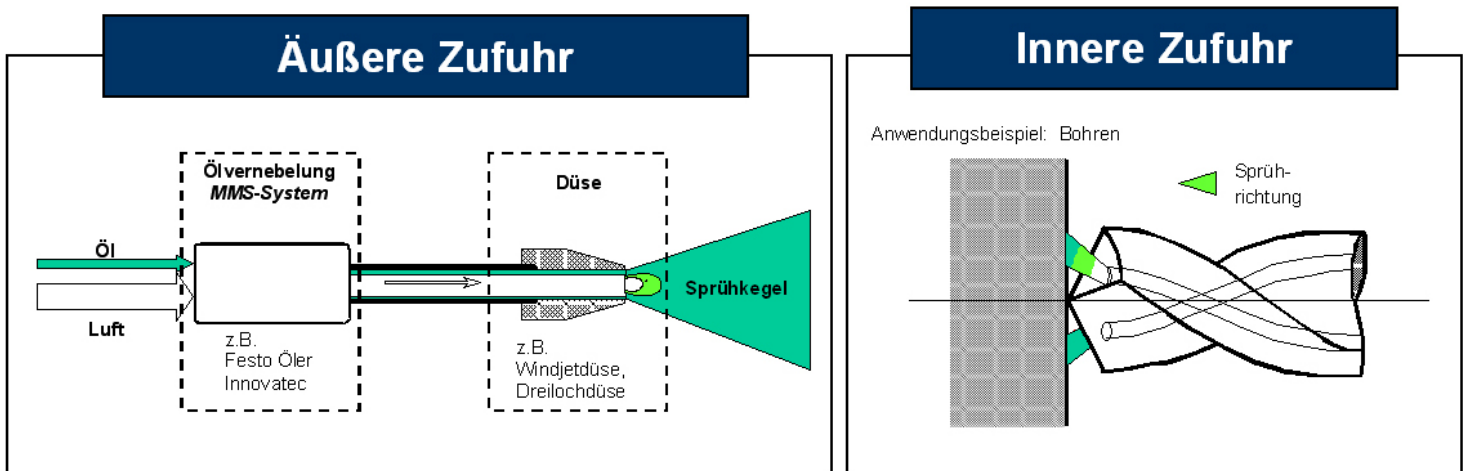 Äußere Zufuhr
Ölvernebelung
MMS-System
Düse
Öl
Luft
Sprühkegel
z.B.
Festo Öler
Innovatec
z.B.
Windjetdüse,
Dreilochdüse
Innere Zufuhr
Anwendungsbeispiel: Bohren
Sprüh-
richtung